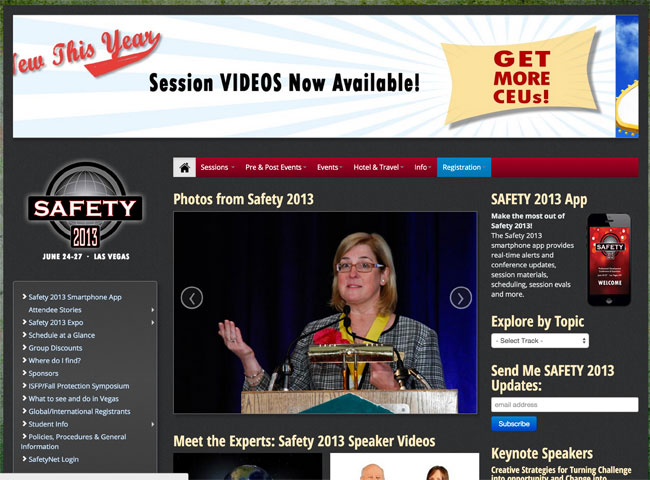 New This Year
Session VIDEOS Now Available!
GET
MORE
CEUs!
SAFETY
2013
JUNE 24-27 · LAS VEGAS
Sessions
Pre & Post Events
Events
Hotel & Travel
Info
Registration
Safety 2013 Smartphone App
Attendee Stories
Safety 2013 Expo
Schedule at a Glance
Group Discounts
Where do I find?
Sponsors
ISFP/Fall Protection Symposium
What to see and do in Vegas
Global/International Registrants
Student Info
Policies, Procedures & General
Information
SafetyNet Login
Photos from Safety 2013
Meet the Experts: Safety 2013 Speaker Videos
SAFETY 2013 App
Make the most out of
Safety 2013!
The Safety 2013
smartphone app provides
real-time alerts and
conference updates,
session materials,
scheduling, session evals
and more.
SAFETY
2013
WELCOME
Explore by Topic
- Select Track -
Send Me SAFETY 2013
Updates:
email address
Subscribe
Keynote Speakers
Creative Strategies for Turning Challenge
into opportunity and Change into